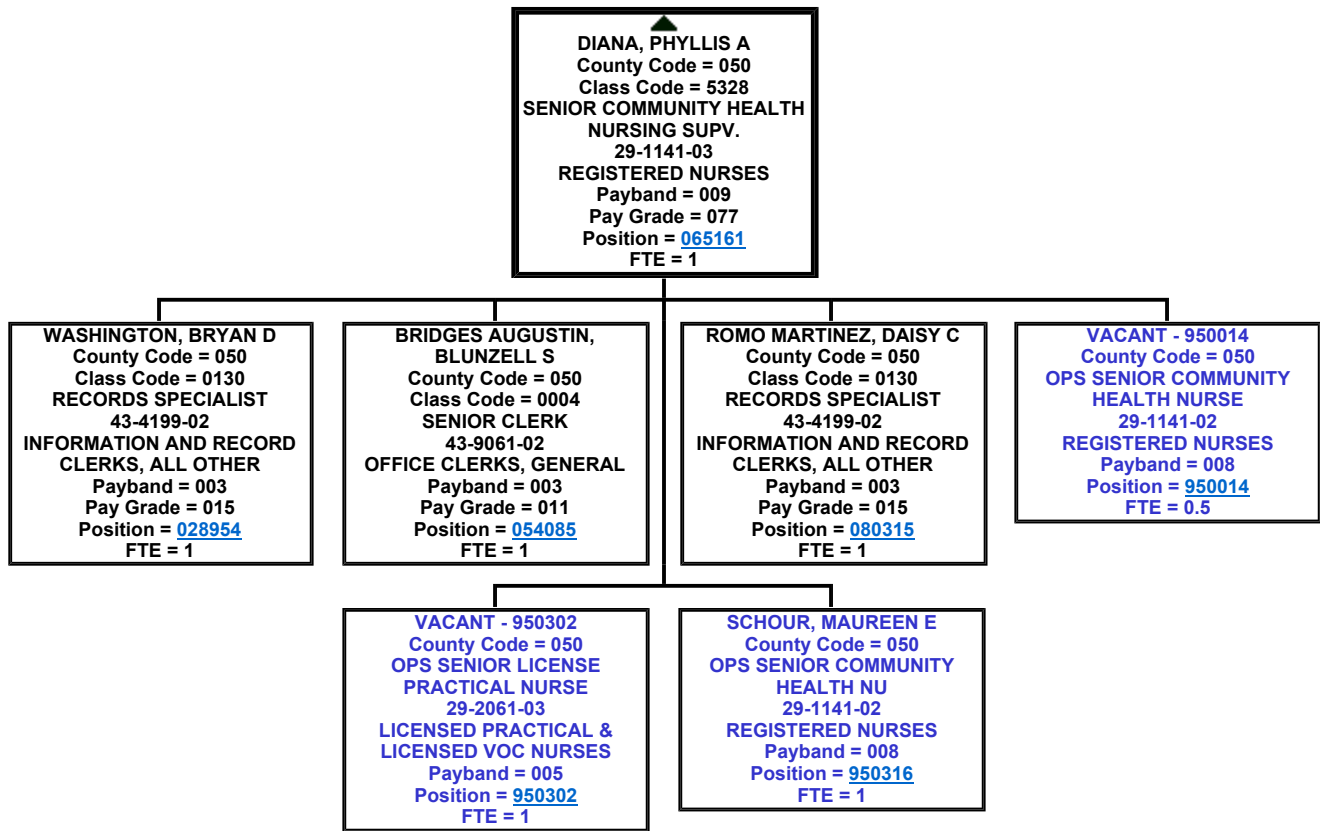 DIANA, PHYLLIS A
County Code = 050
Class Code = 5328
SENIOR COMMUNITY HEALTH
NURSING SUPV.
29-1141-03
REGISTERED NURSES
Payband = 009
Pay Grade = 077
Position = 065161
FTE = 1
WASHINGTON, BRYAN D
County Code = 050
Class Code = 0130
RECORDS SPECIALIST
43-4199-02
INFORMATION AND RECORD
CLERKS, ALL OTHER
Payband = 003
Pay Grade = 015
Position = 028954
FTE = 1
BRIDGES AUGUSTIN,
BLUNZELL S
County Code = 050
Class Code = 0004
SENIOR CLERK
43-9061-02
OFFICE CLERKS, GENERAL
Payband = 003
Pay Grade = 011
Position = 054085
FTE = 1
ROMO MARTINEZ, DAISY C
County Code = 050
Class Code = 0130
RECORDS SPECIALIST
43-4199-02
INFORMATION AND RECORD
CLERKS, ALL OTHER
Payband = 003
Pay Grade = 015
Position = 080315
FTE = 1
VACANT - 950014
County Code = 050
OPS SENIOR COMMUNITY
HEALTH NURSE
29-1141-02
REGISTERED NURSES
Payband = 008
Position = 950014
FTE = 0.5
VACANT - 950302
County Code = 050
OPS SENIOR LICENSE
PRACTICAL NURSE
29-2061-03
LICENSED PRACTICAL &
LICENSED VOC NURSES
Payband = 005
Position = 950302
FTE = 1
SCHOUR, MAUREEN E
County Code = 050
OPS SENIOR COMMUNITY
HEALTH NU
29-1141-02
REGISTERED NURSES
Payband = 008
Position = 950316
FTE = 1